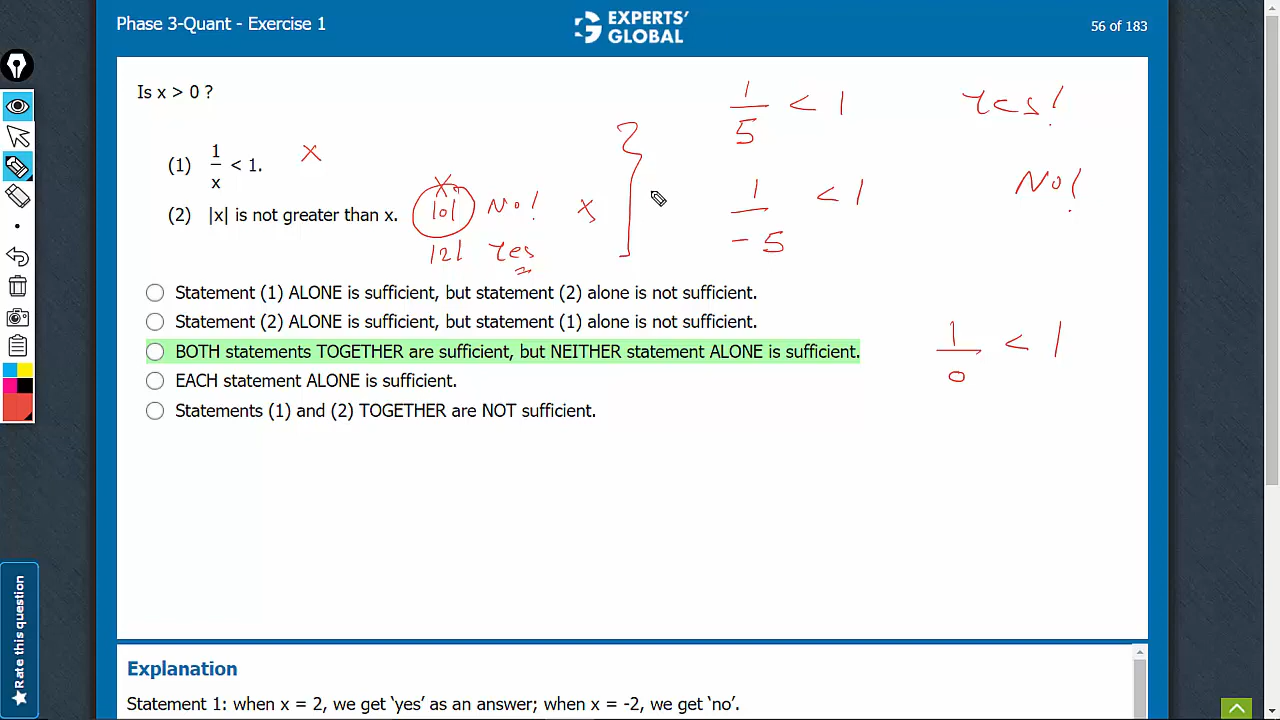 Phase 3-Quant - Exercise 1
EXPERTS'
GLOBAL
56 of 183
Is x > 0 ?
(1) 1/x < 1. x
(2) |x| is not greater than x.
x
|0| No! x
|2| Yes
1/5 < 1 Yes!
1/-5 < 1 No!
1/0 < 1
Statement (1) ALONE is sufficient, but statement (2) alone is not sufficient.
Statement (2) ALONE is sufficient, but statement (1) alone is not sufficient.
BOTH statements TOGETHER are sufficient, but NEITHER statement ALONE is sufficient.
EACH statement ALONE is sufficient.
Statements (1) and (2) TOGETHER are NOT sufficient.
Rate this question
Explanation
Statement 1: when x = 2, we get ‘yes’ as an answer; when x = -2, we get ‘no’.